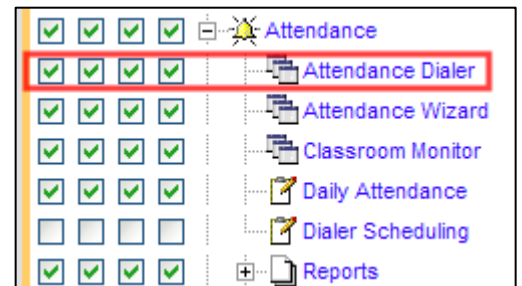 Attendance
Attendance Dialer
Attendance Wizard
Classroom Monitor
Daily Attendance
Dialer Scheduling
Reports